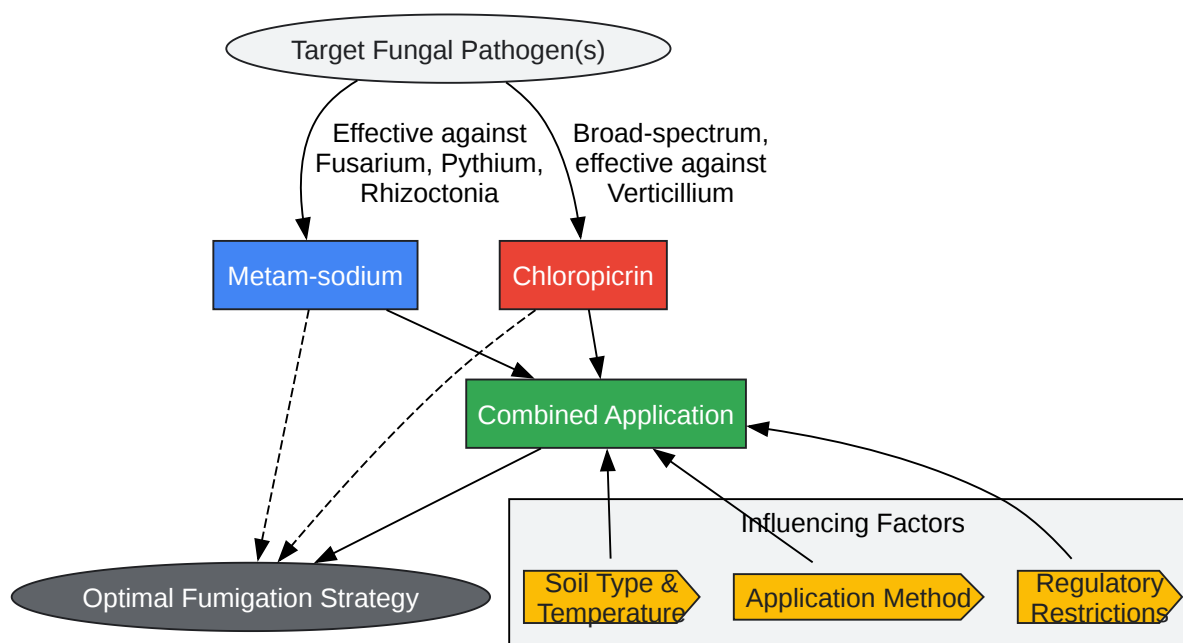 Target Fungal Pathogen(s)
Effective against
Fusarium, Pythium,
Rhizoctonia
Broad-spectrum,
effective against
Verticillium
Metam-sodium
Chloropicrin
Combined Application
Influencing Factors
Optimal Fumigation Strategy
Soil Type &
Temperature
Application Method
Regulatory
Restrictions